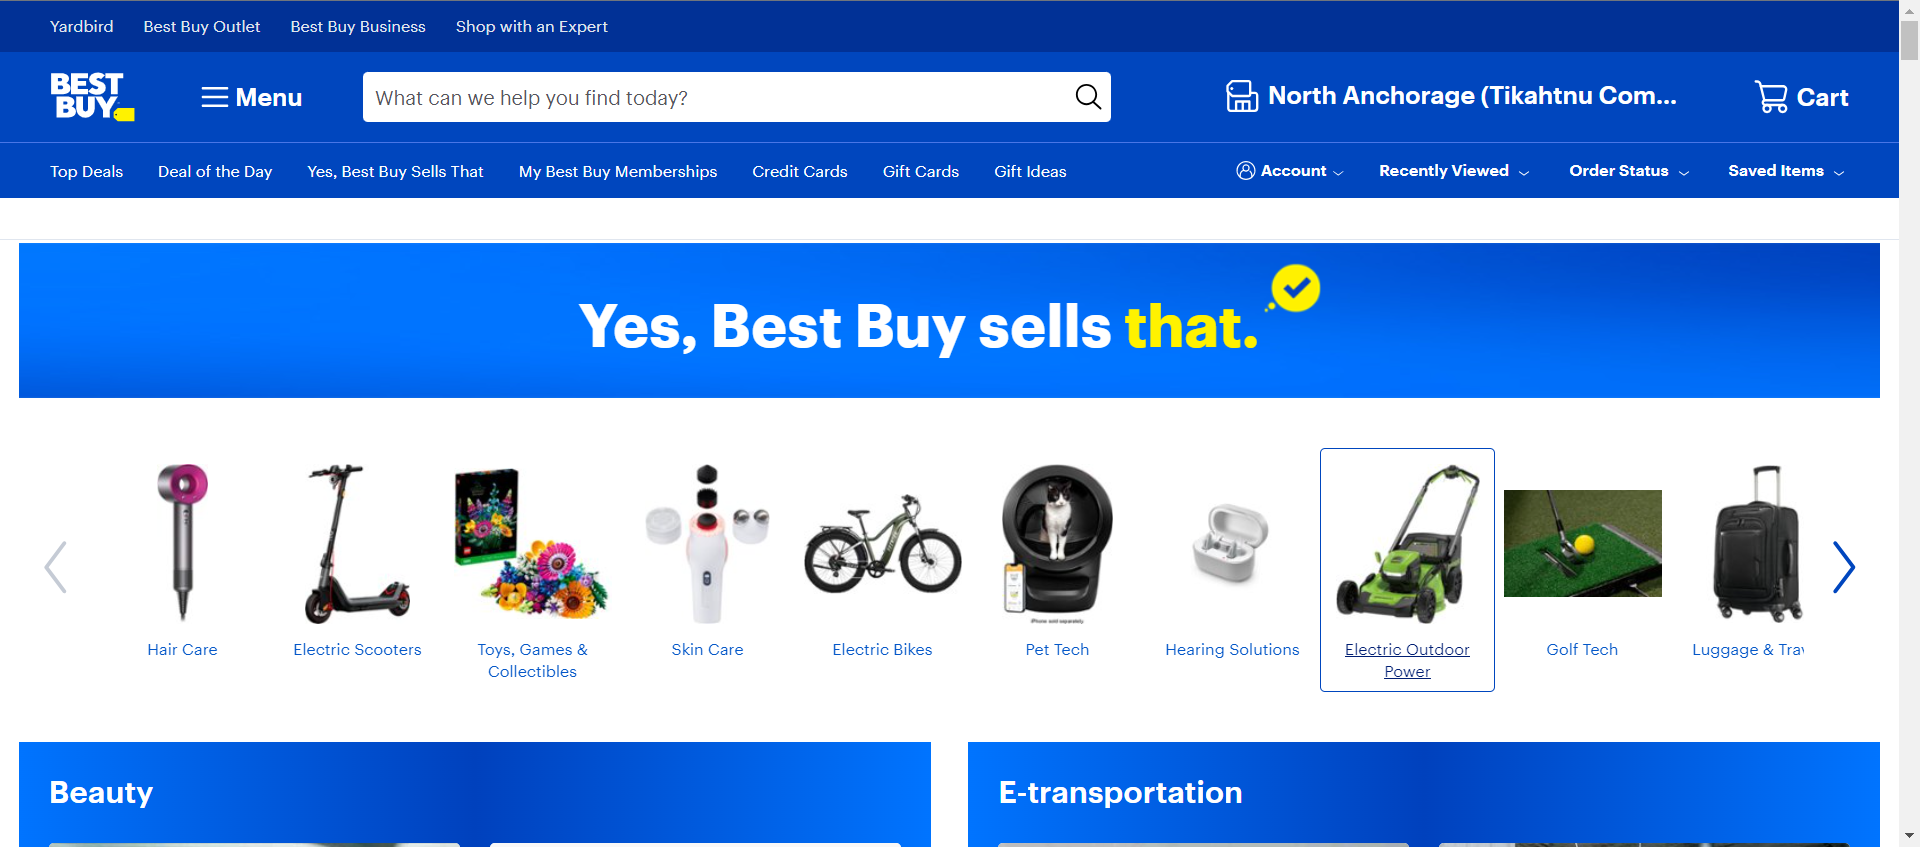 Yardbird
Best Buy Outlet
Best Buy Business
Shop with an Expert
BEST
BUY
Menu
What can we help you find today?
North Anchorage (Tikahtnu Com...
Cart
Top Deals
Deal of the Day
Yes, Best Buy Sells That
My Best Buy Memberships
Credit Cards
Gift Cards
Gift Ideas
Account
Recently Viewed
Order Status
Saved Items
Yes, Best Buy sells that.
iPhone sold separately.
Hair Care
Electric Scooters
Toys, Games &
Collectibles
Skin Care
Electric Bikes
Pet Tech
Hearing Solutions
Electric Outdoor
Power
Golf Tech
Luggage & Trav
Beauty
E-transportation